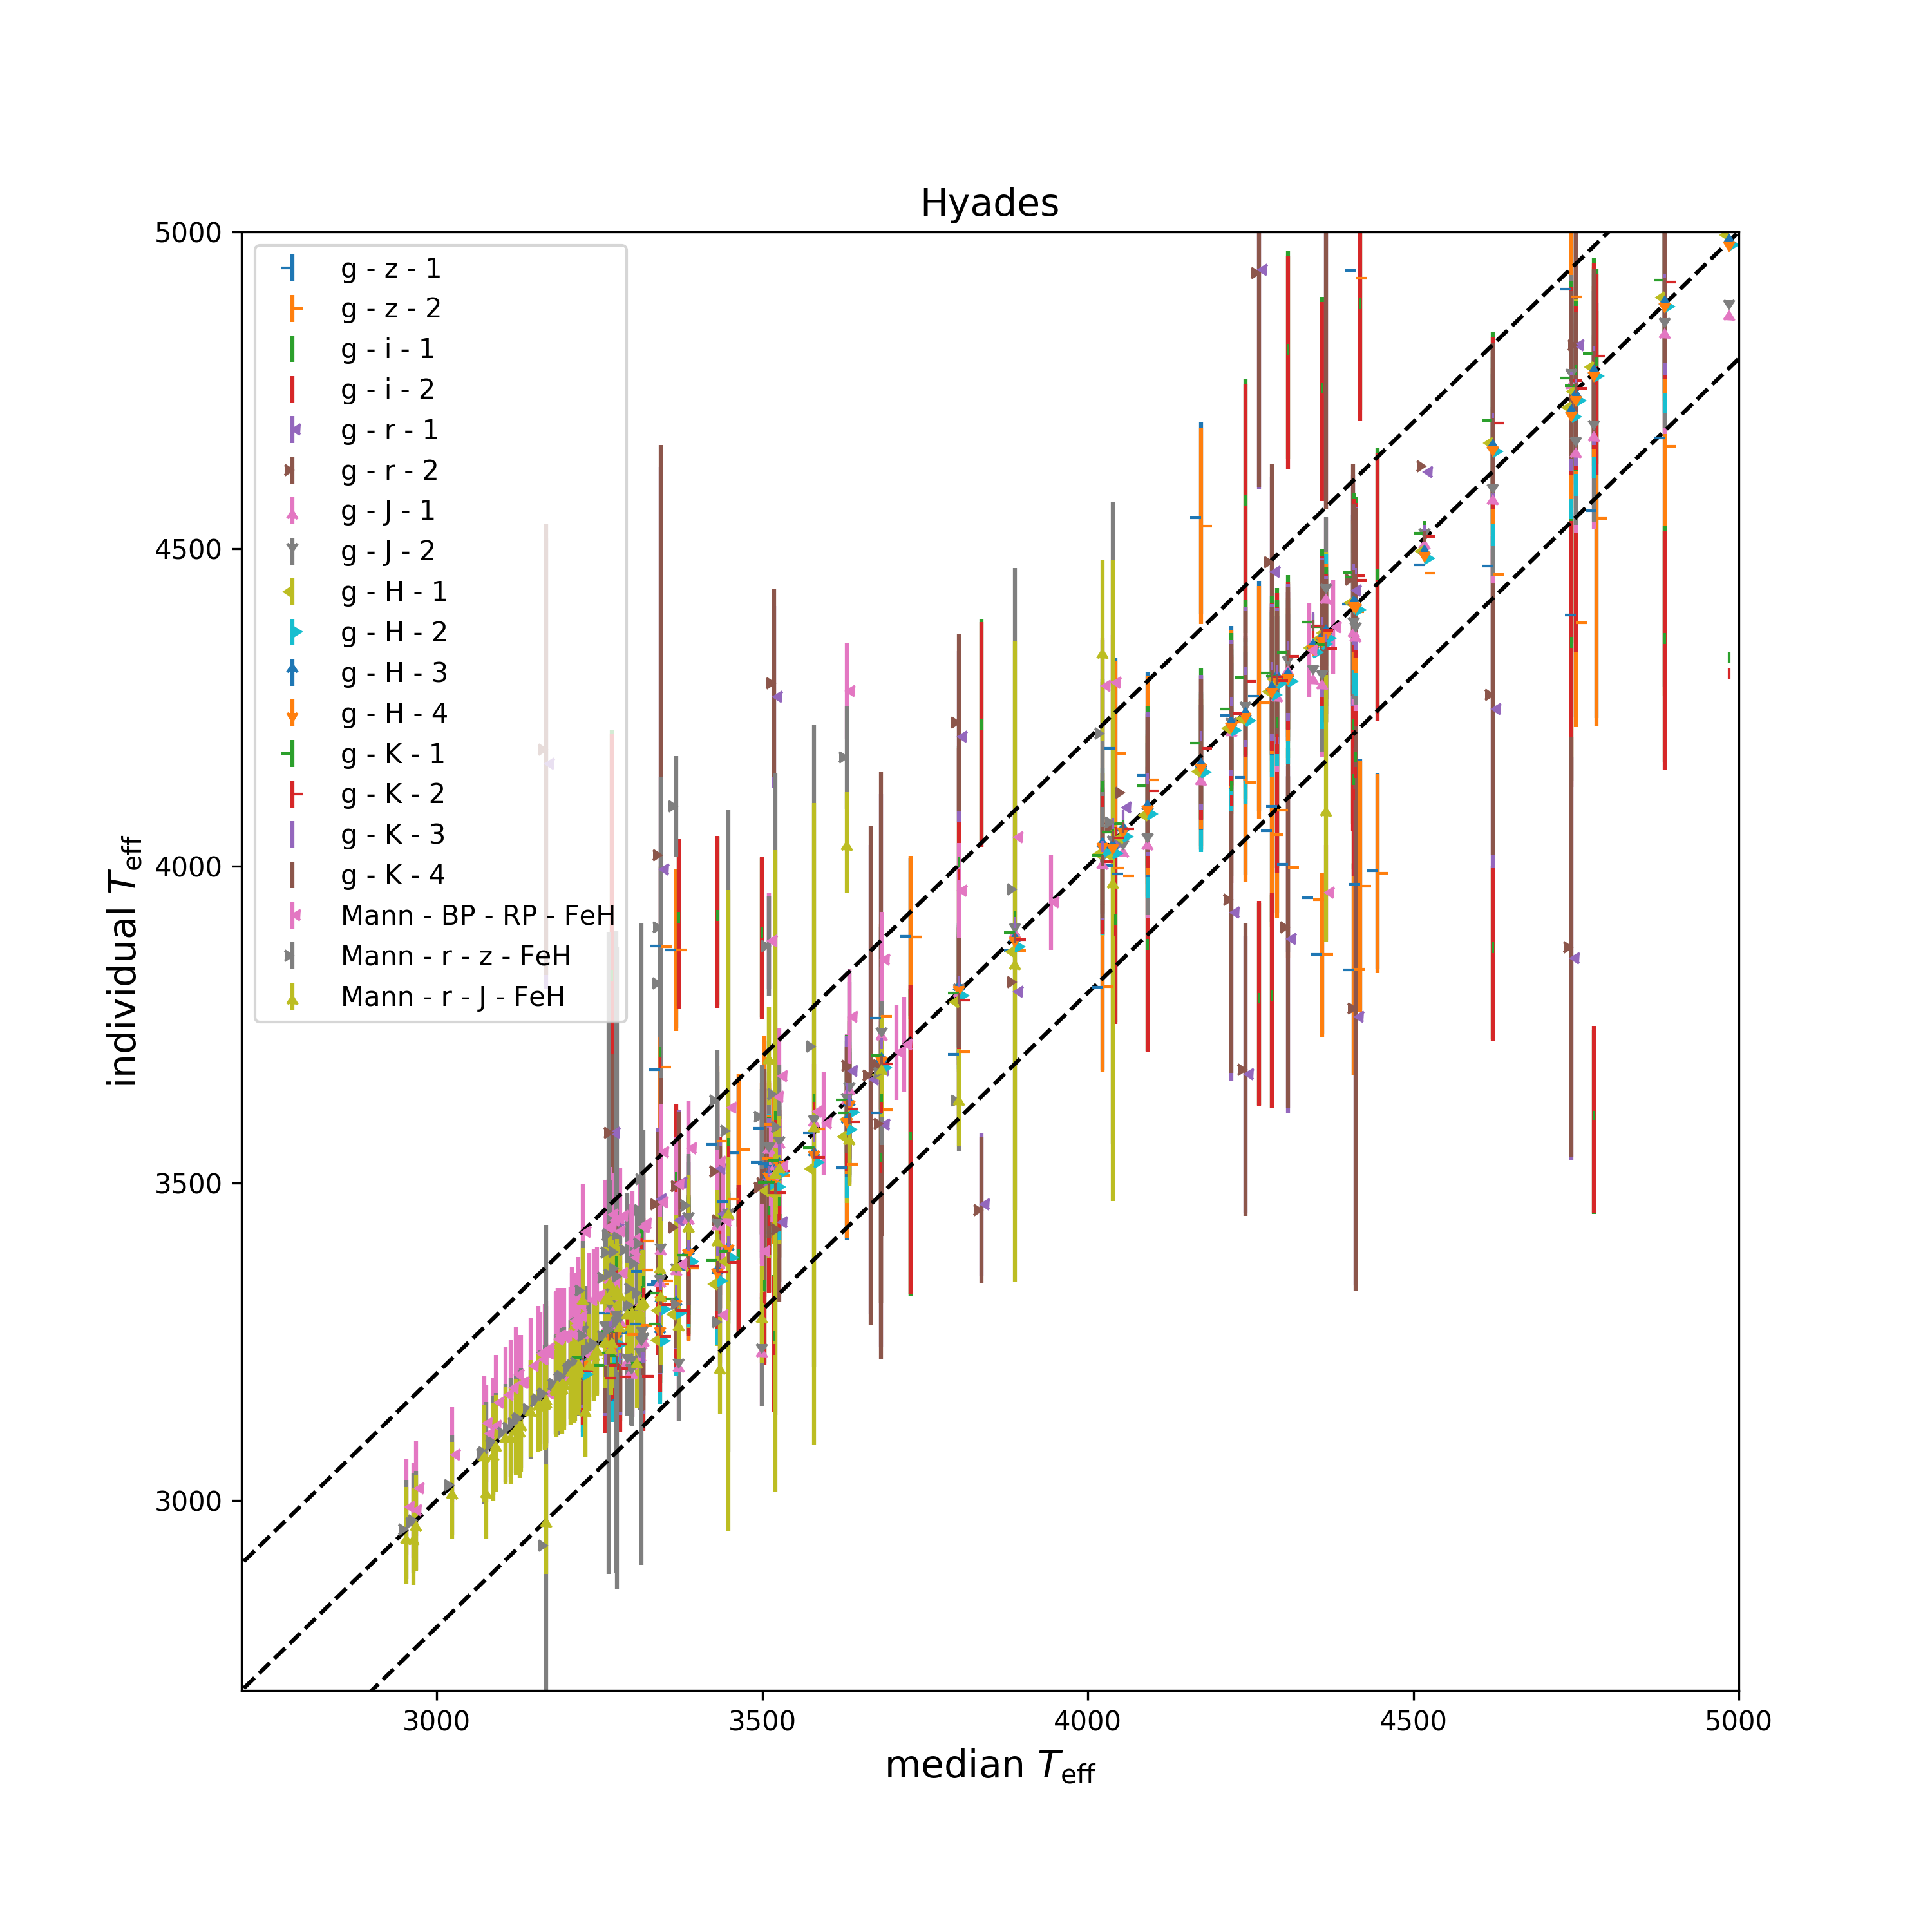 Hyades
5000
4500
4000
3500
3000
individual Teff
g - z - 1
g - z - 2
g - i - 1
g - i - 2
g - r - 1
g - r - 2
g - J - 1
g - J - 2
g - H - 1
g - H - 2
g - H - 3
g - H - 4
g - K - 1
g - K - 2
g - K - 3
g - K - 4
Mann - BP - RP - FeH
Mann - r - z - FeH
Mann - r - J - FeH
3000 3500 4000 4500 5000
median Teff